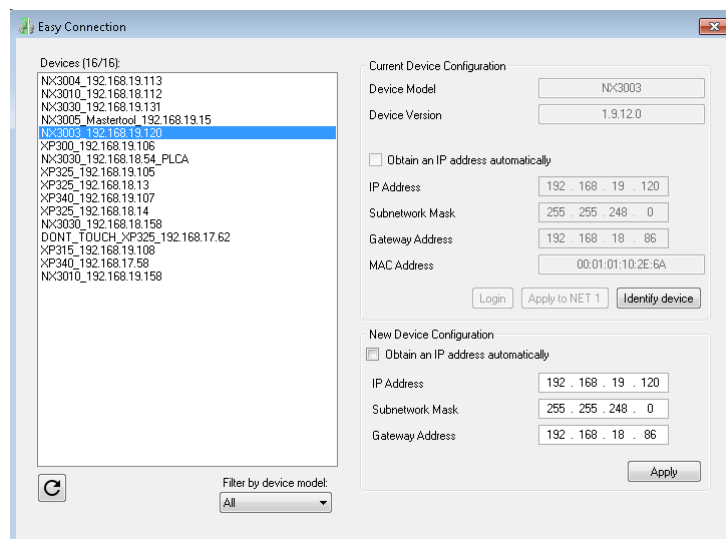 Easy Connection
Devices (16/16):
NX3004_192.168.19.113
NX3010_192.168.18.112
NX3030_192.168.19.131
NX3005_Mastertool_192.168.19.15
NX3003_192.168.19.120
XP300_192.168.19.106
NX3030_192.168.18.54_PLCA
XP325_192.168.19.105
XP325_192.168.18.13
XP340_192.168.19.107
XP325_192.168.18.14
NX3030_192.168.18.158
DONT_TOUCH_XP325_192.168.17.62
XP315_192.168.19.108
XP340_192.168.17.58
NX3010_192.168.19.158
Filter by device model:
All
Current Device Configuration
Device Model NX3003
Device Version 1.9.12.0
Obtain an IP address automatically
IP Address 192 . 168 . 19 . 120
Subnetwork Mask 255 . 255 . 248 . 0
Gateway Address 192 . 168 . 18 . 86
MAC Address 00:01:01:10:2E:6A
Login Apply to NET 1 Identify device
New Device Configuration
Obtain an IP address automatically
IP Address 192 . 168 . 19 . 120
Subnetwork Mask 255 . 255 . 248 . 0
Gateway Address 192 . 168 . 18 . 86
Apply